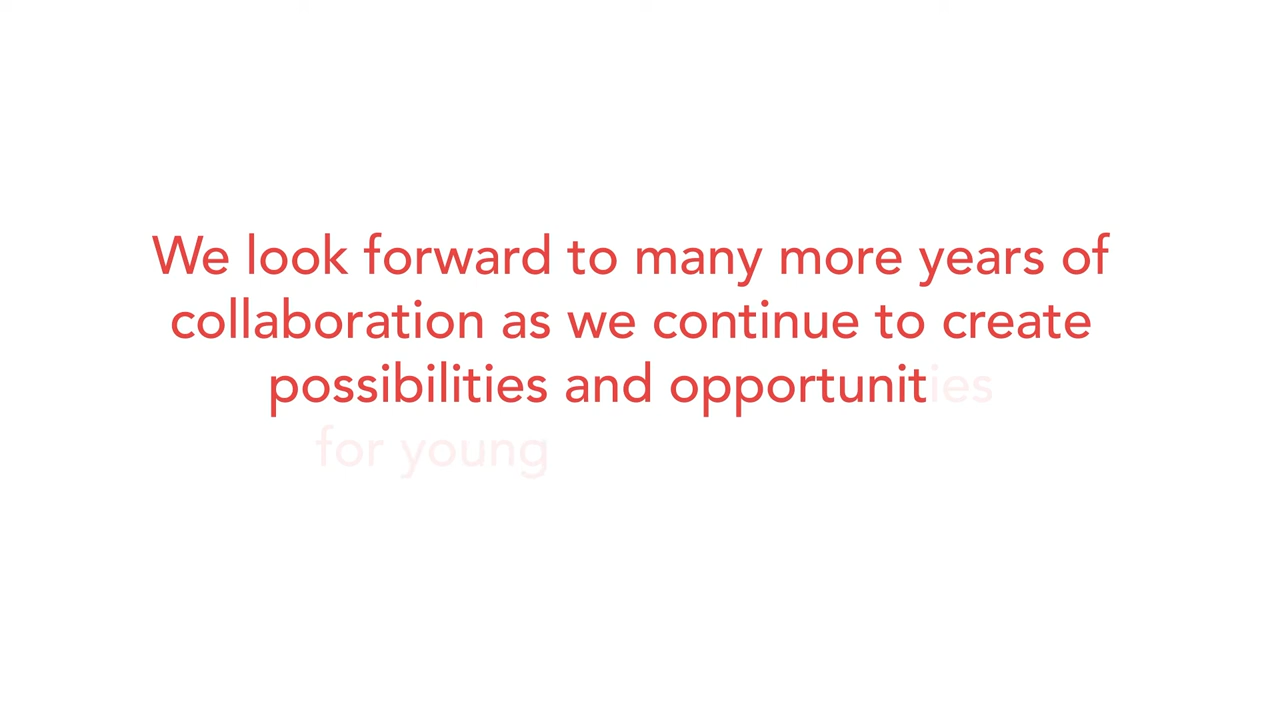 We look forward to many more years of
collaboration as we continue to create
possibilities and opportunities
for young